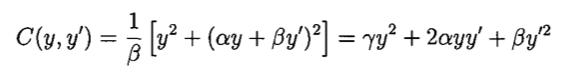 C(y, y′) = 1/β [y² + (αy + βy′)²] = γy² + 2αyy′ + βy′²